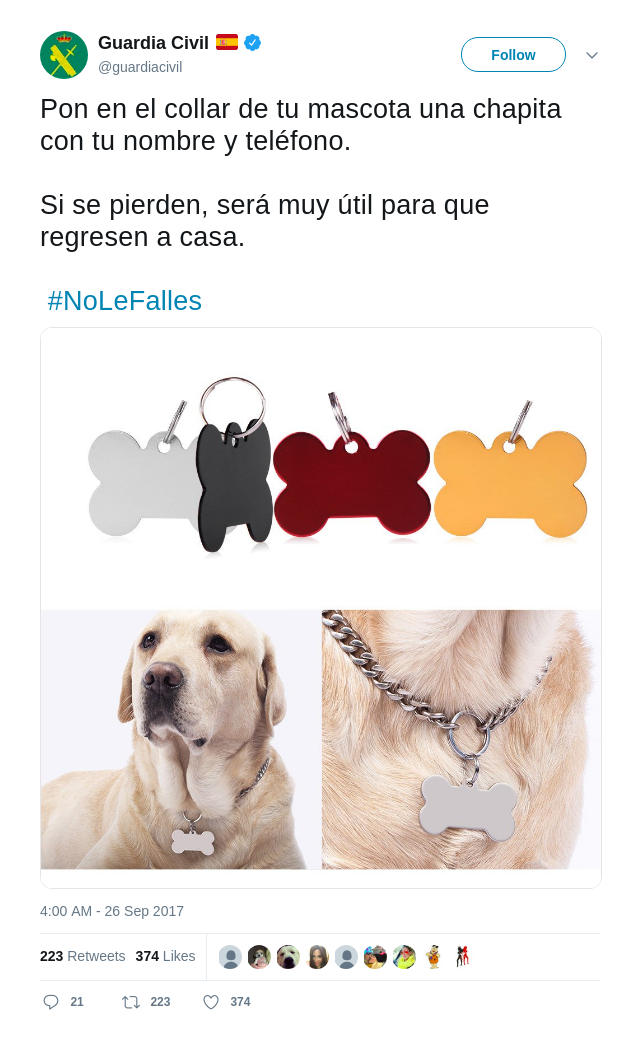 Guardia Civil
@guardiacivil
Follow
Pon en el collar de tu mascota una chapita
con tu nombre y teléfono.
Si se pierden, será muy útil para que
regresen a casa.
#NoLeFalles
4:00 AM - 26 Sep 2017
223 Retweets 374 Likes
21 223 374